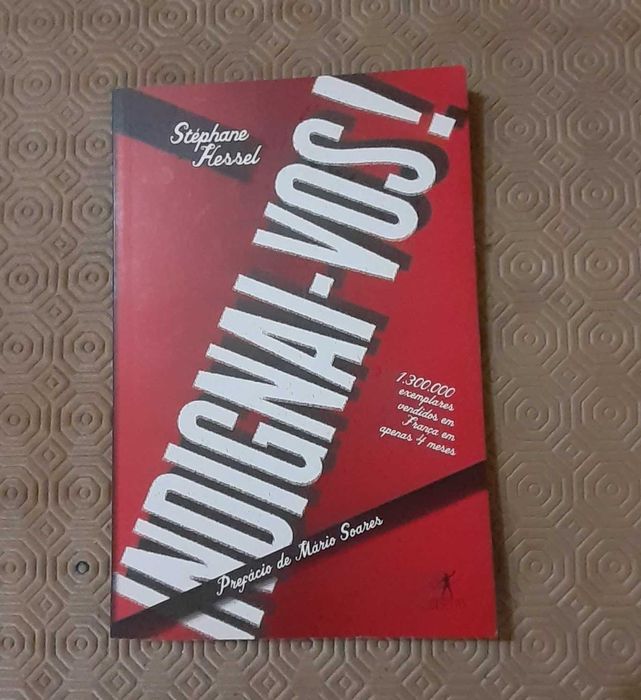 Stéphane
Hessel
INDIGNAI-VOS!
1.300.000
exemplares
vendidos em
França em
apenas 4 meses
Prefácio de Mário Soares